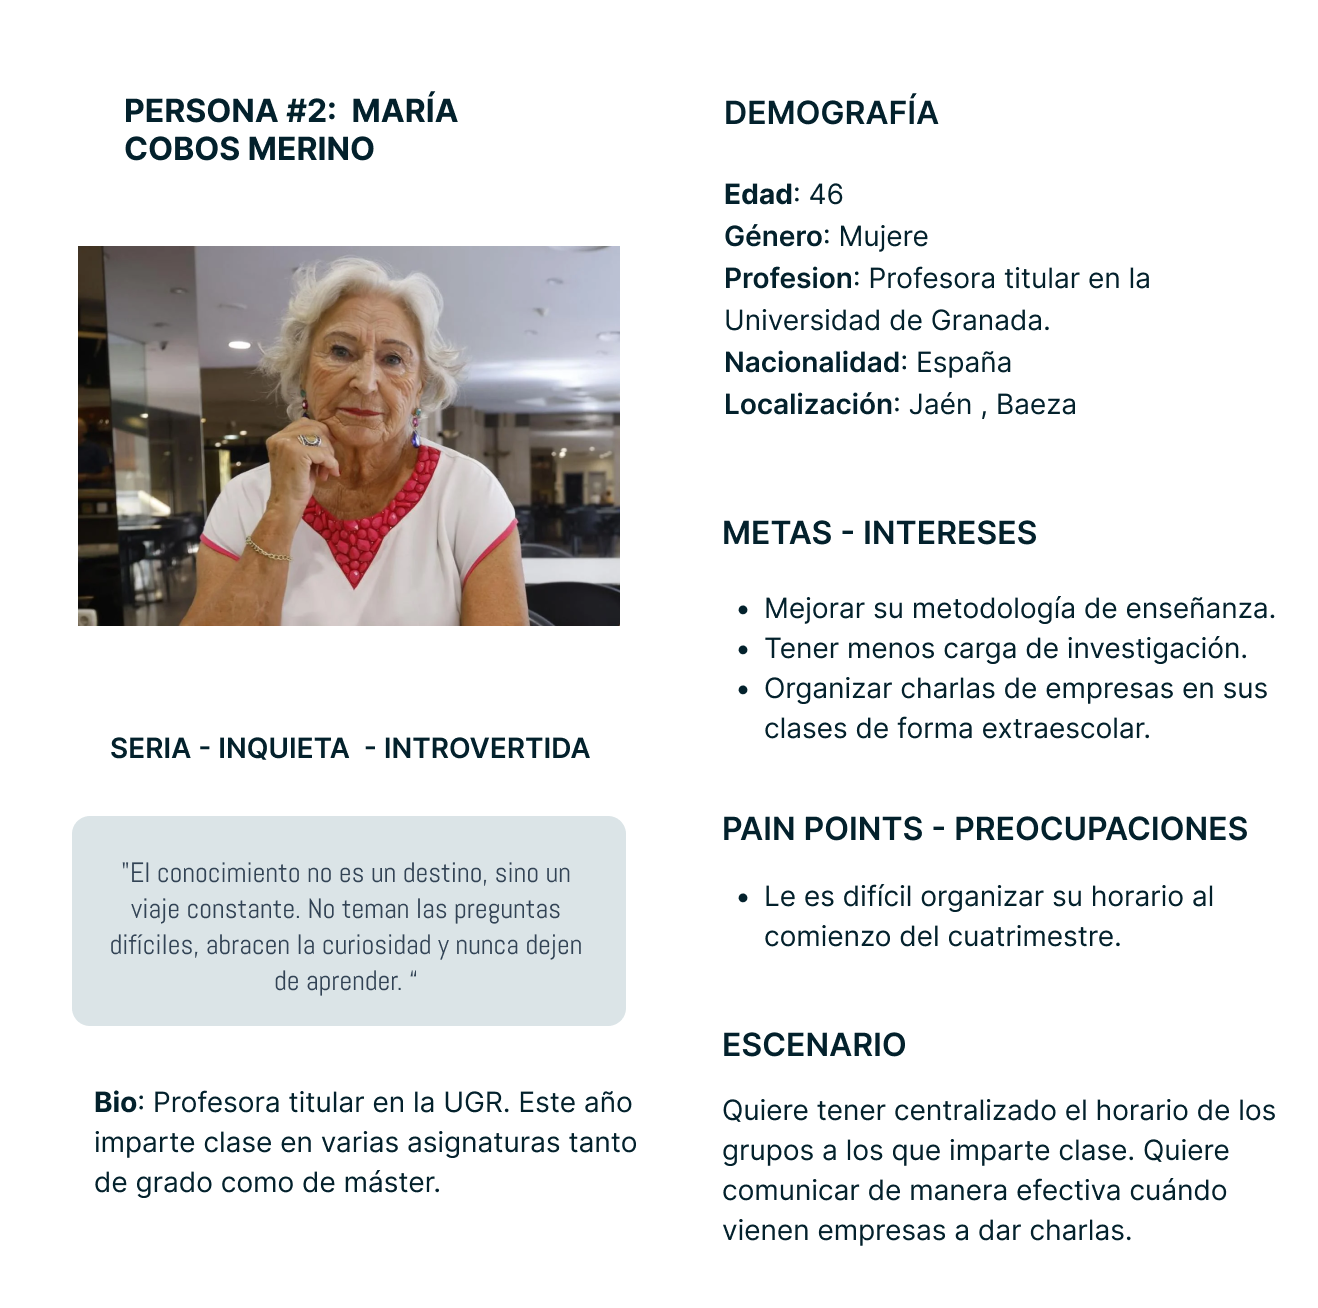 PERSONA #2:  MARÍA
COBOS MERINO
SERIA - INQUIETA  - INTROVERTIDA
"El conocimiento no es un destino, sino un
viaje constante. No teman las preguntas
difíciles, abracen la curiosidad y nunca dejen
de aprender. “
Bio: Profesora titular en la UGR. Este año
imparte clase en varias asignaturas tanto
de grado como de máster.
DEMOGRAFÍA
Edad: 46
Género: Mujere
Profesion: Profesora titular en la
Universidad de Granada.
Nacionalidad: España
Localización: Jaén , Baeza
METAS - INTERESES
• Mejorar su metodología de enseñanza.
• Tener menos carga de investigación.
• Organizar charlas de empresas en sus
clases de forma extraescolar.
PAIN POINTS - PREOCUPACIONES
• Le es difícil organizar su horario al
comienzo del cuatrimestre.
ESCENARIO
Quiere tener centralizado el horario de los
grupos a los que imparte clase. Quiere
comunicar de manera efectiva cuándo
vienen empresas a dar charlas.